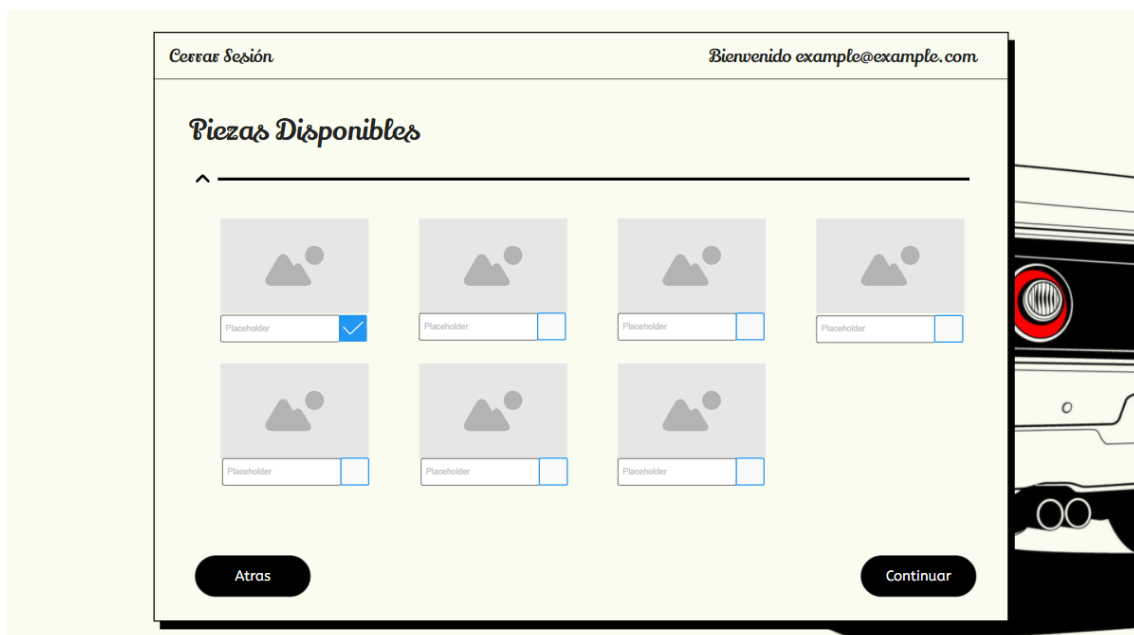 Cerrar Sesión
Bienvenido example@example.com
Piezas Disponibles
Placeholder
Placeholder
Placeholder
Placeholder
Placeholder
Placeholder
Placeholder
Atras
Continuar